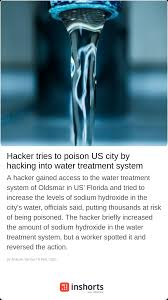 Hacker tries to poison US city by
hacking into water treatment system
A hacker gained access to the water treatment
system of Oldsmar in US' Florida and tried to
increase the levels of sodium hydroxide in the
city's water, officials said, putting thousands at risk
of being poisoned. The hacker briefly increased
the amount of sodium hydroxide in the water
treatment system, but a worker spotted it and
reversed the action.
inshorts